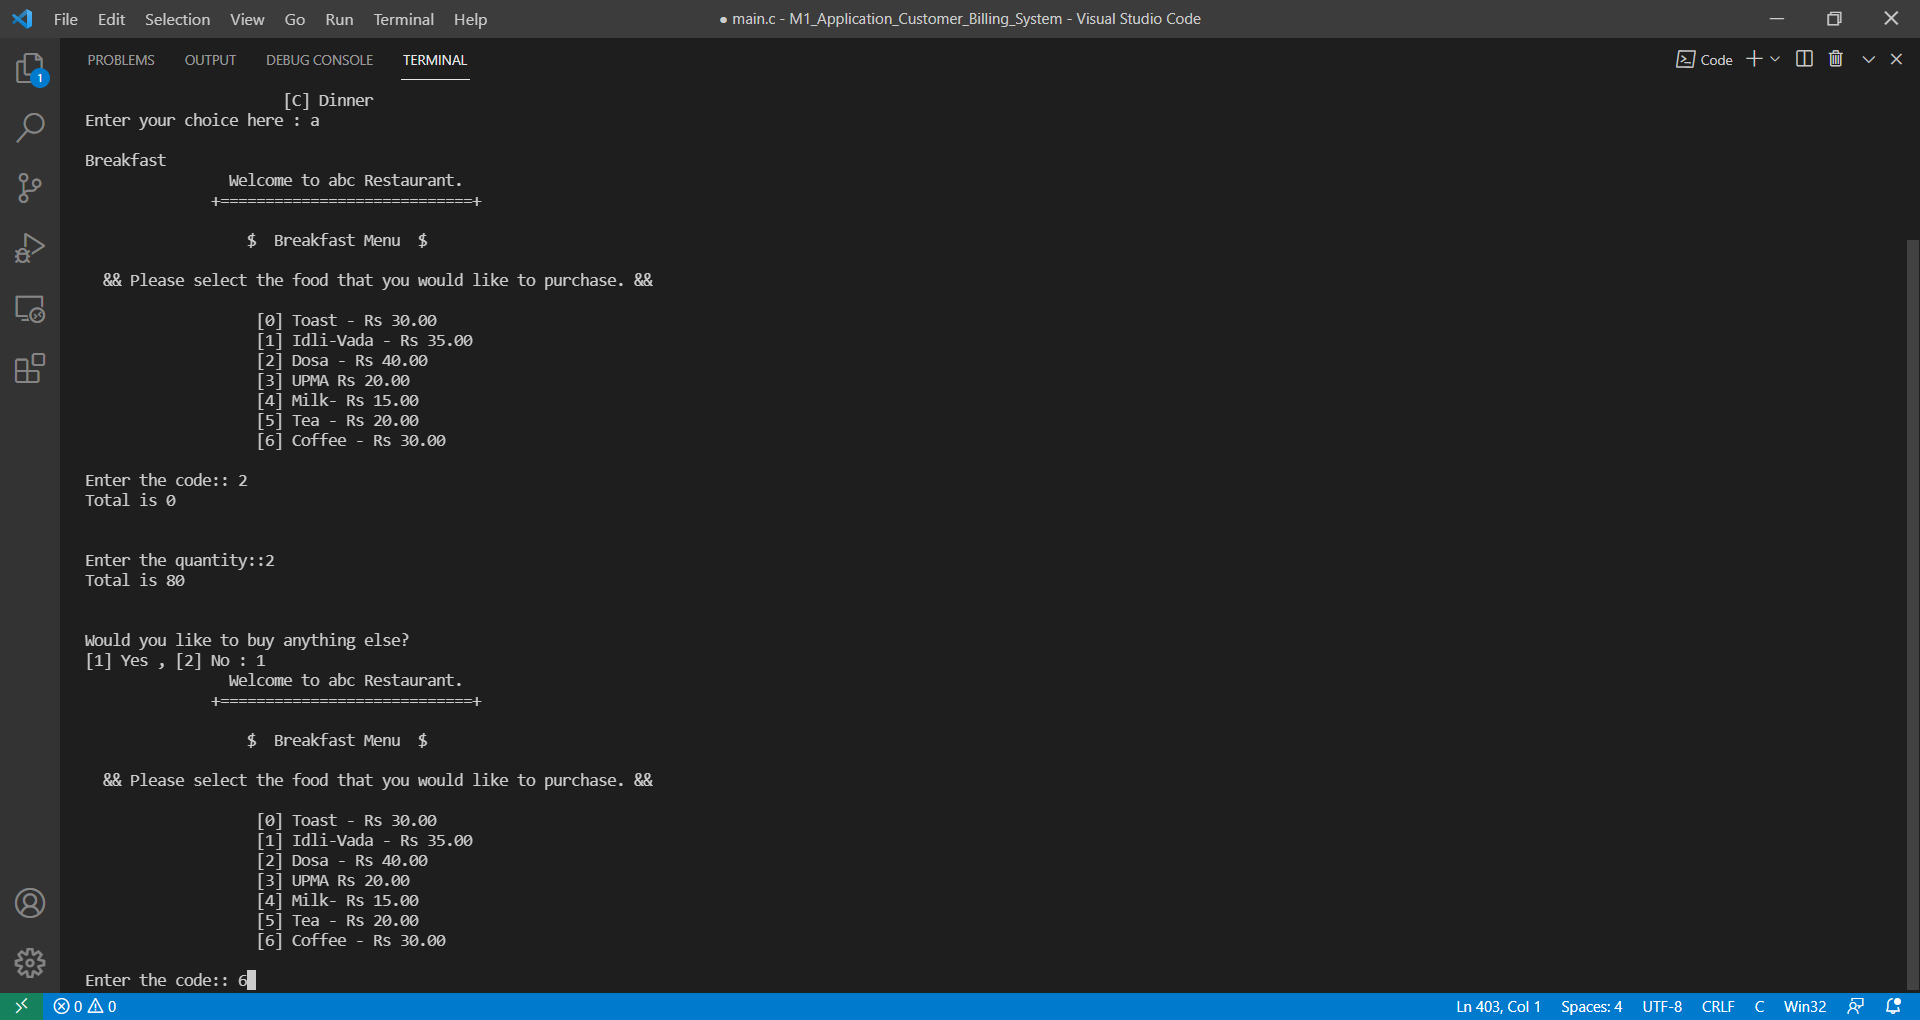 File Edit Selection View Go Run Terminal Help ● main.c - M1_Application_Customer_Billing_System - Visual Studio Code
1
PROBLEMS OUTPUT DEBUG CONSOLE TERMINAL Code
[C] Dinner
Enter your choice here : a
Breakfast
Welcome to abc Restaurant.
+============================+
$  Breakfast Menu  $
&& Please select the food that you would like to purchase. &&
[0] Toast - Rs 30.00
[1] Idli-Vada - Rs 35.00
[2] Dosa - Rs 40.00
[3] UPMA Rs 20.00
[4] Milk- Rs 15.00
[5] Tea - Rs 20.00
[6] Coffee - Rs 30.00
Enter the code:: 2
Total is 0
Enter the quantity::2
Total is 80
Would you like to buy anything else?
[1] Yes , [2] No : 1
Welcome to abc Restaurant.
+============================+
$  Breakfast Menu  $
&& Please select the food that you would like to purchase. &&
[0] Toast - Rs 30.00
[1] Idli-Vada - Rs 35.00
[2] Dosa - Rs 40.00
[3] UPMA Rs 20.00
[4] Milk- Rs 15.00
[5] Tea - Rs 20.00
[6] Coffee - Rs 30.00
Enter the code:: 6
0 0 Ln 403, Col 1 Spaces: 4 UTF-8 CRLF C Win32